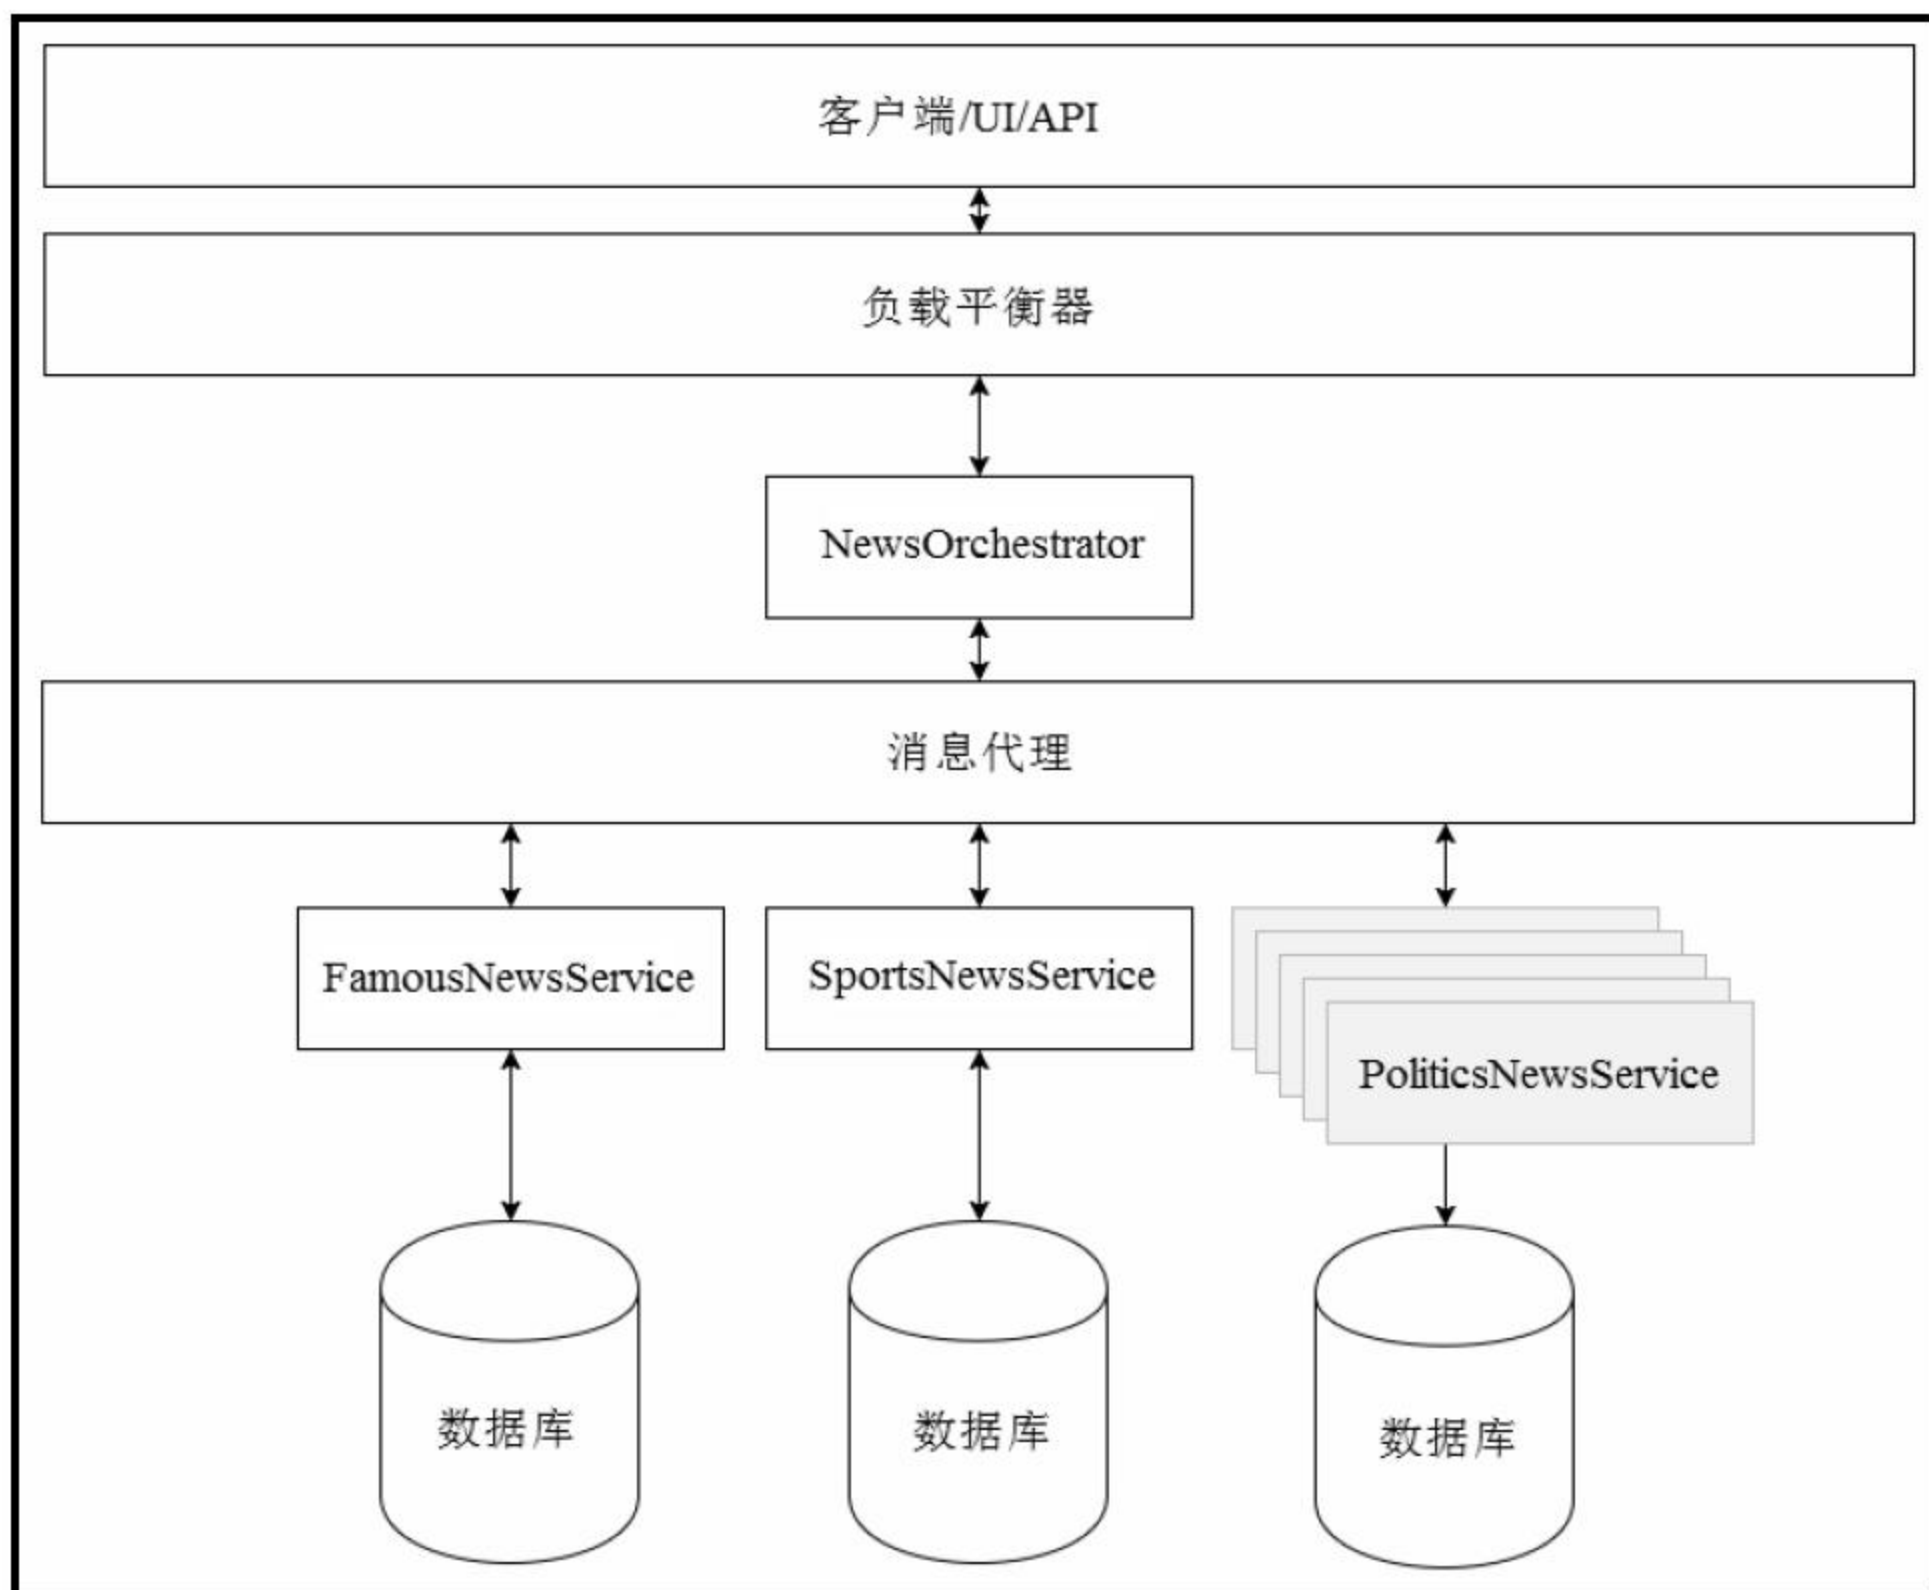 客户端/UI/API
负载平衡器
NewsOrchestrator
消息代理
FamousNewsService
SportsNewsService
PoliticsNewsService
数据库
数据库
数据库